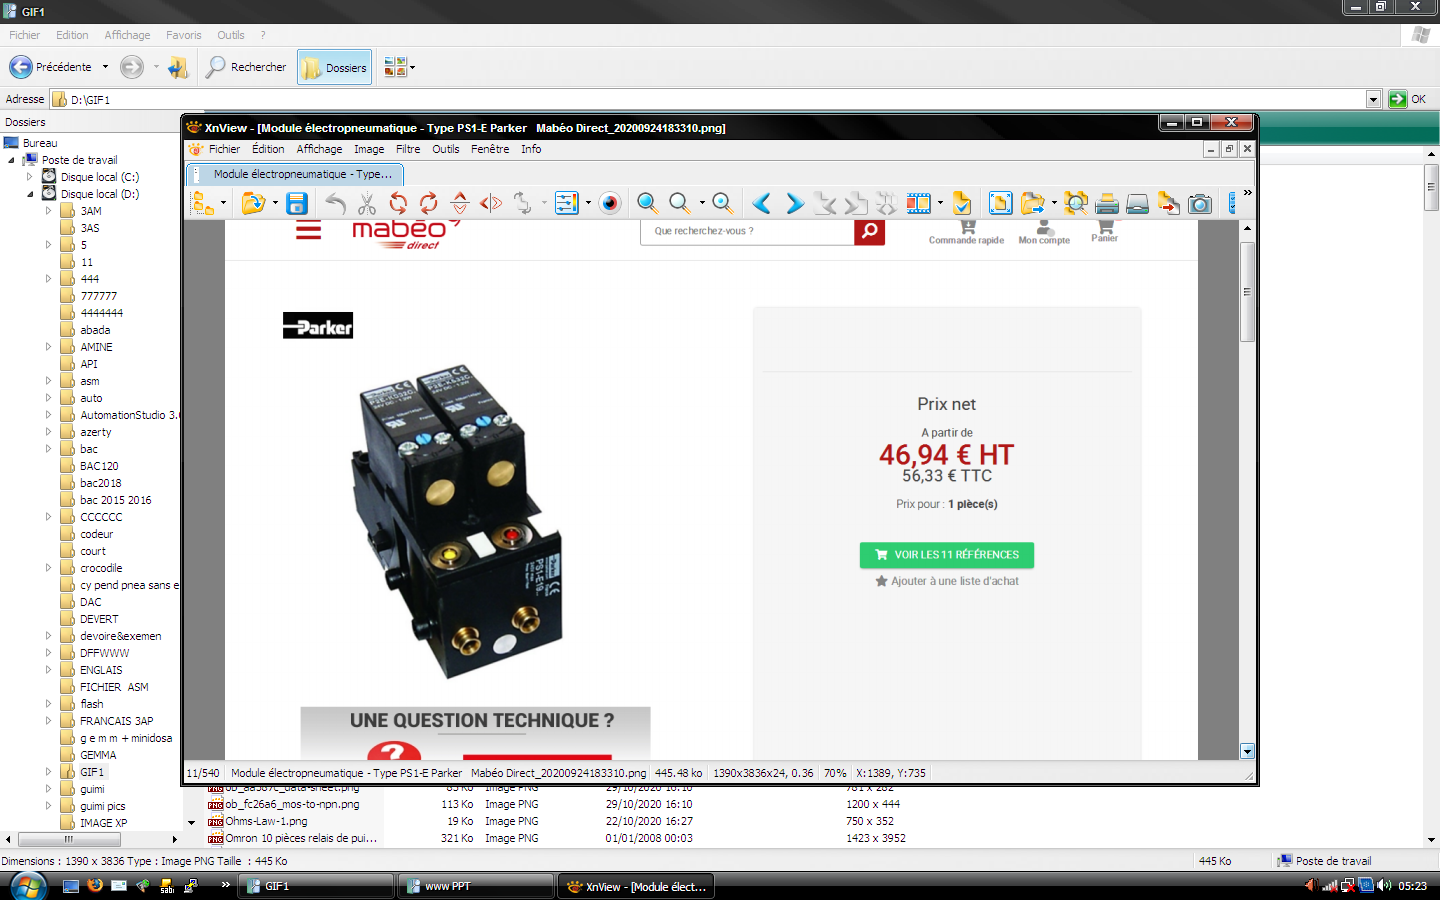 GIF1
Fichier Edition Affichage Favoris Outils ?
Précédente Rechercher Dossiers
Adresse D:\GIF1 OK
Dossiers
Bureau
Poste de travail
Disque local (C:)
Disque local (D:)
3AM
3AS
5
11
444
777777
4444444
abada
AMINE
API
asm
auto
AutomationStudio 3.
azerty
bac
BAC120
bac2018
bac 2015 2016
CCCCCC
codeur
court
crocodile
cy pend pnea sans e
DAC
DEVERT
devoire&exemen
DFFWWW
ENGLAIS
FICHIER ASM
flash
FRANCAIS 3AP
g e m m + minidosa
GEMMA
GIF1
guimi
guimi pics
IMAGE XP
XnView - [Module électropneumatique - Type PS1-E Parker Mabéo Direct_20200924183310.png]
Fichier Édition Affichage Image Filtre Outils Fenêtre Info
Module électropneumatique - Type...
mabéo
direct
Que recherchez-vous ?
Commande rapide Mon compte Panier
Parker
PS1-E19
Prix net
A partir de
46,94 € HT
56,33 € TTC
Prix pour : 1 pièce(s)
VOIR LES 11 RÉFÉRENCES
Ajouter à une liste d'achat
UNE QUESTION TECHNIQUE ?
?
11/540 Module électropneumatique - Type PS1-E Parker Mabéo Direct_20200924183310.png 445.48 ko 1390x3836x24, 0.36 70% X:1389, Y:735
ob_fc26a6_mos-to-npn.png 113 Ko Image PNG 29/10/2020 16:10 1200 x 444
Ohms-Law-1.png 19 Ko Image PNG 22/10/2020 16:27 750 x 352
Omron 10 pièces relais de pui... 321 Ko Image PNG 01/01/2008 00:03 1423 x 3952
Dimensions : 1390 x 3836 Type : Image PNG Taille : 445 Ko 445 Ko Poste de travail
GIF1 www PPT XnView - [Module élect... 05:23